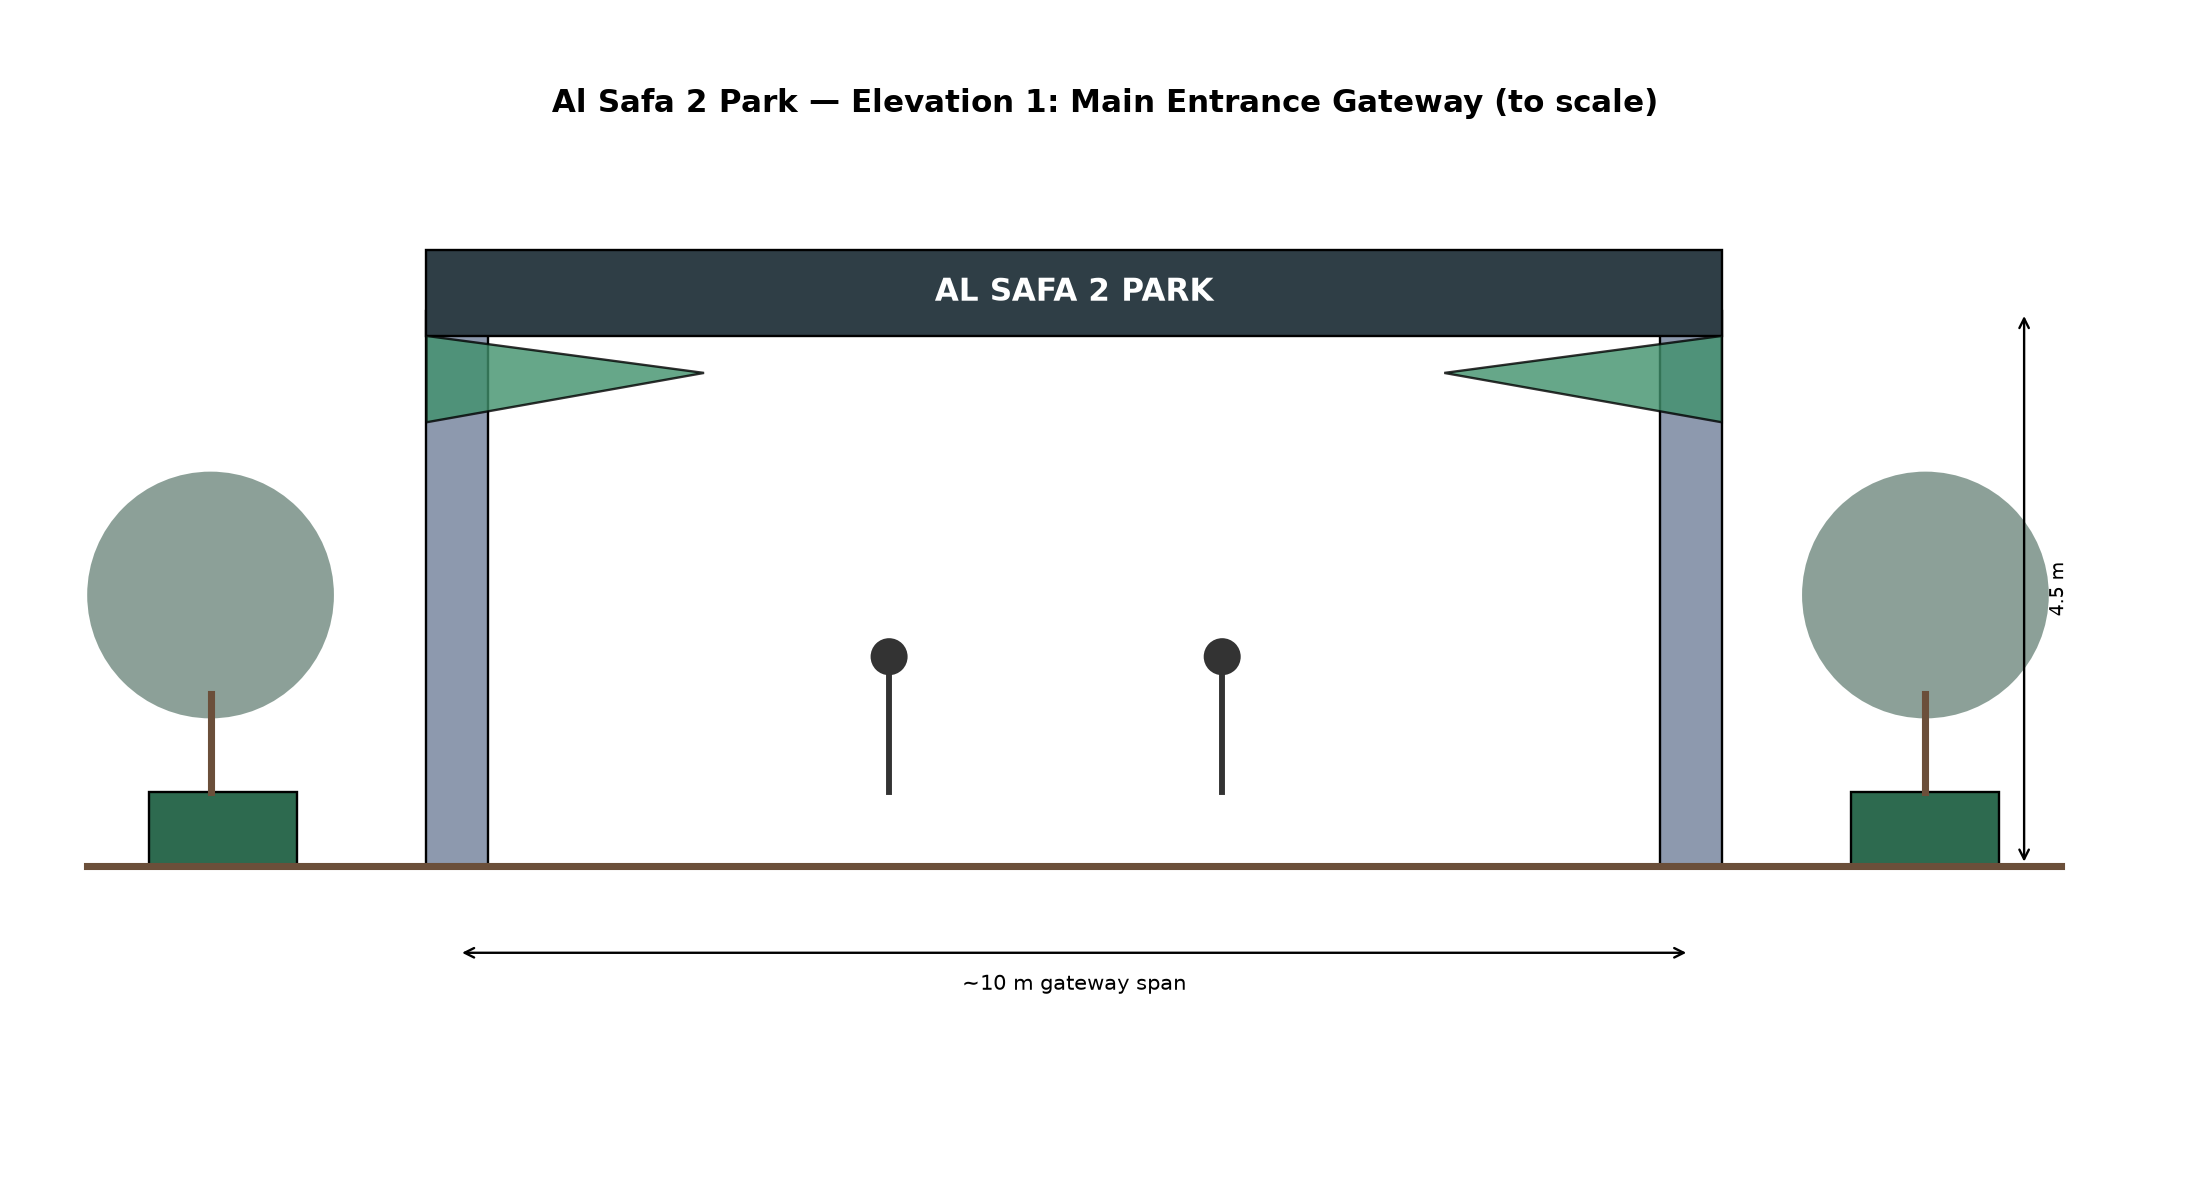 Al Safa 2 Park — Elevation 1: Main Entrance Gateway (to scale)
AL SAFA 2 PARK
4.5 m
~10 m gateway span